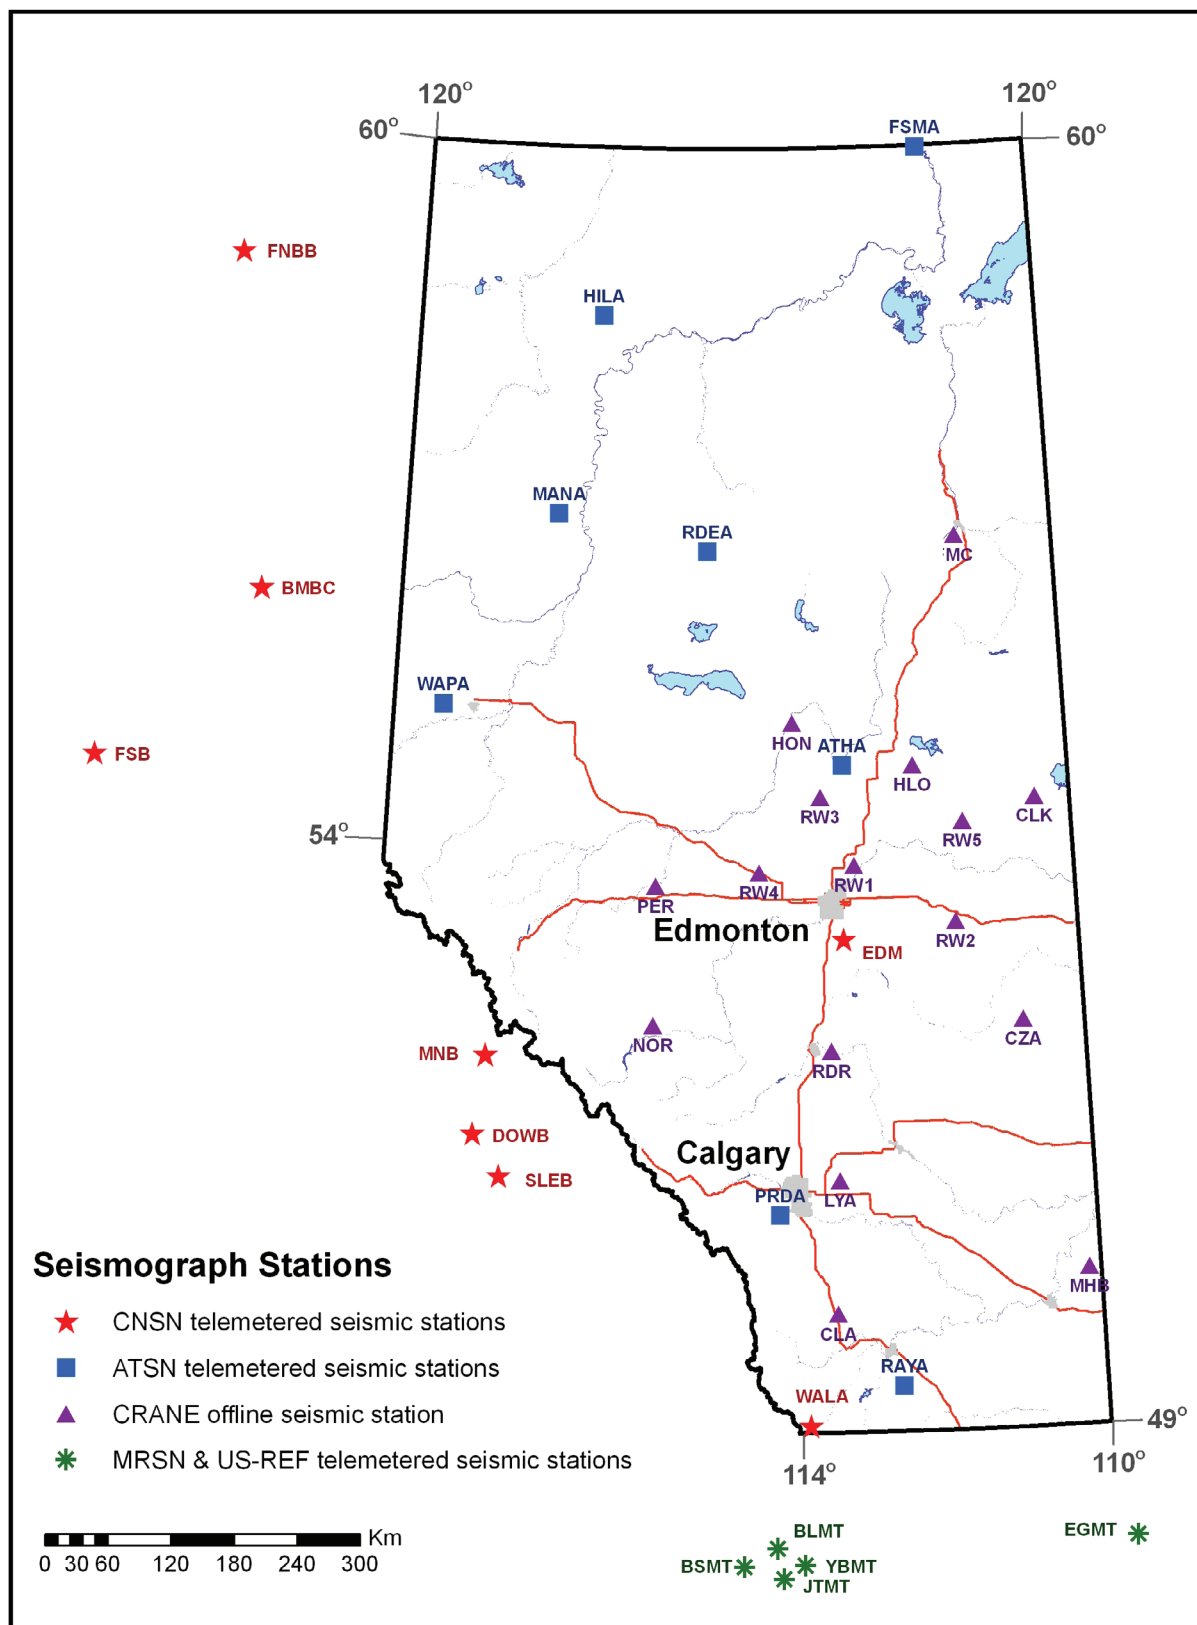 120°
120°
60°
FSMA
60°
FNBB
HILA
MANA
RDEA
MC
BMBC
WAPA
HON
ATHA
FSB
HLO
RW3
CLK
54°
RW5
RW4
RW1
PER
Edmonton
RW2
EDM
MNB
NOR
CZA
RDR
DOWB
Calgary
SLEB
PRDA
LYA
MHB
CLA
RAYA
WALA
49°
114°
110°
Seismograph Stations
CNSN telemetered seismic stations
ATSN telemetered seismic stations
CRANE offline seismic station
MRSN & US-REF telemetered seismic stations
Km
0 30 60 120 180 240 300
BLMT
EGMT
BSMT
YBMT
JTMT